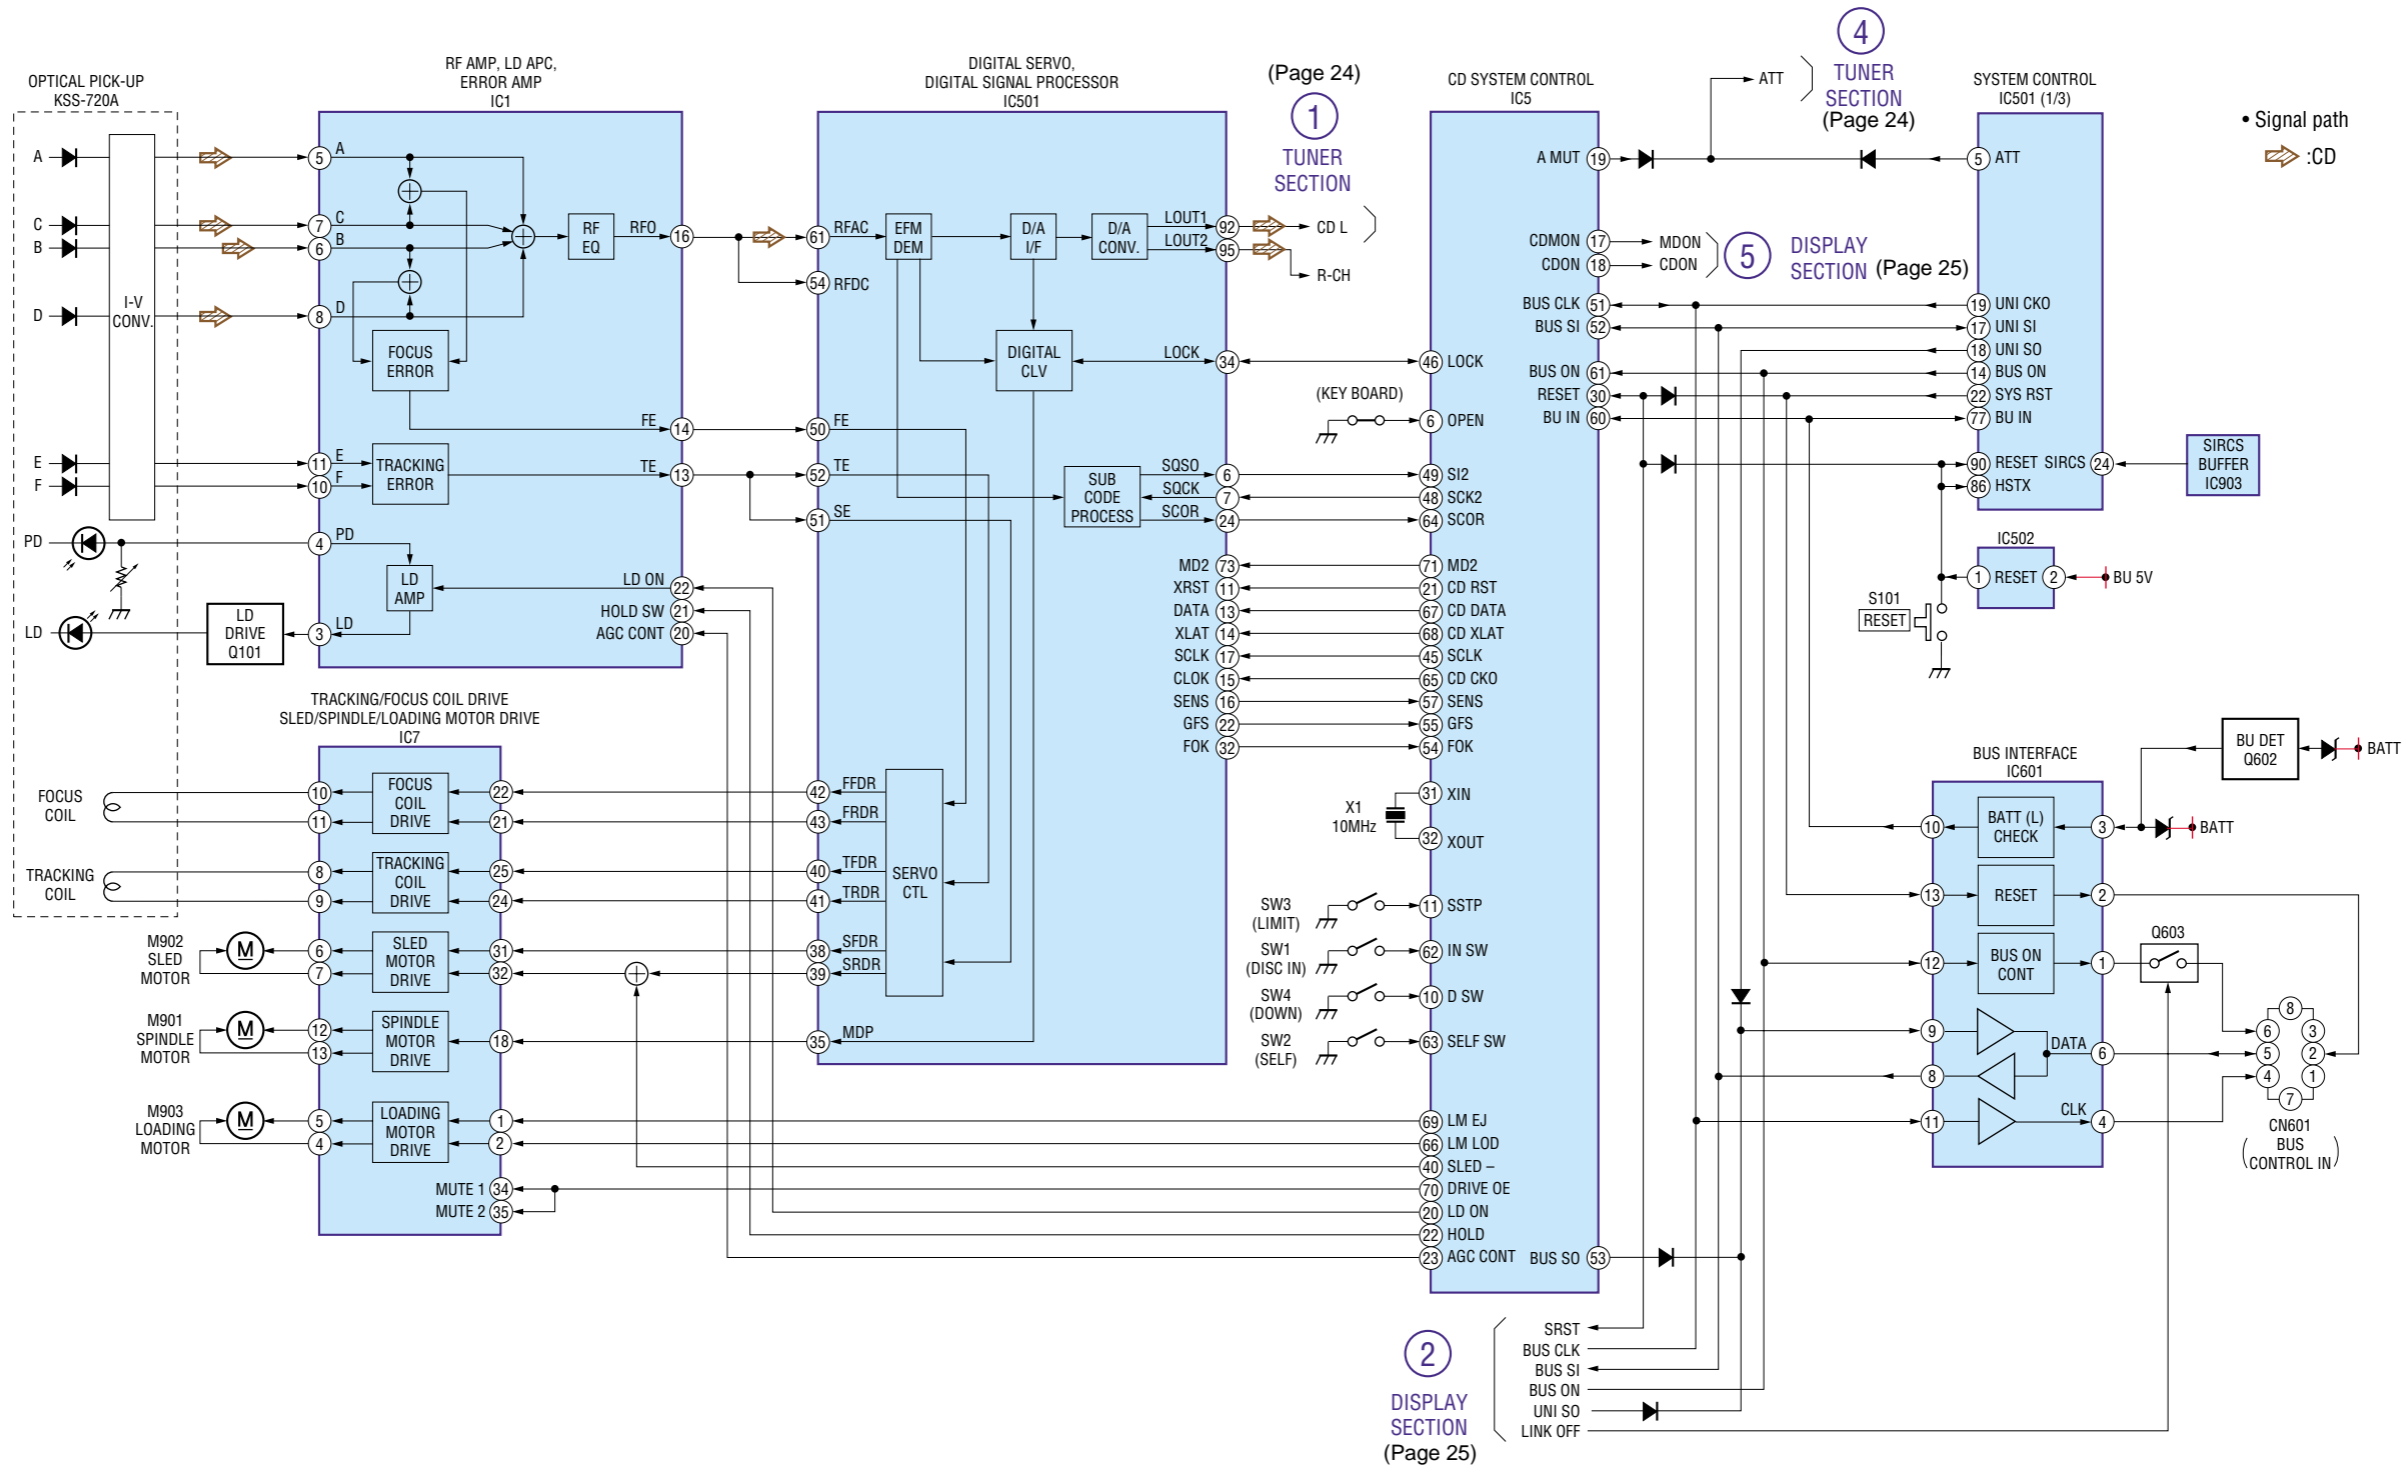 OPTICAL PICK-UP
KSS-720A
A
C
B
D
E
F
PD
LD
I-V
CONV.
LD
DRIVE
Q101
FOCUS
COIL
TRACKING
COIL
RF AMP, LD APC,
ERROR AMP
IC1
5 A
7 C
6 B
8 D
11 E
10 F
4 PD
3 LD
RF
EQ
RFO 16
FOCUS
ERROR
TRACKING
ERROR
LD
AMP
FE 14
TE 13
LD ON 22
HOLD SW 21
AGC CONT 20
TRACKING/FOCUS COIL DRIVE
SLED/SPINDLE/LOADING MOTOR DRIVE
IC7
10
11
FOCUS
COIL
DRIVE
22
21
8
9
TRACKING
COIL
DRIVE
25
24
M902
SLED
MOTOR
M
6
7
SLED
MOTOR
DRIVE
31
32
M901
SPINDLE
MOTOR
M
12
13
SPINDLE
MOTOR
DRIVE
18
M903
LOADING
MOTOR
M
5
4
LOADING
MOTOR
DRIVE
1
2
MUTE 1 34
MUTE 2 35
DIGITAL SERVO,
DIGITAL SIGNAL PROCESSOR
IC501
61 RFAC
54 RFDC
EFM
DEM
D/A
I/F
D/A
CONV.
LOUT1 92
LOUT2 95
CD L
R-CH
DIGITAL
CLV
LOCK 34
50 FE
52 TE
51 SE
SUB
CODE
PROCESS
SQSO 6
SQCK 7
SCOR 24
MD2 73
XRST 11
DATA 13
XLAT 14
SCLK 17
CLOK 15
SENS 16
GFS 22
FOK 32
42 FFDR
43 FRDR
40 TFDR
41 TRDR
38 SFDR
39 SRDR
35 MDP
SERVO
CTL
(Page 24)
1
TUNER
SECTION
CD SYSTEM CONTROL
IC5
A MUT 19
CDMON 17
CDON 18
BUS CLK 51
BUS SI 52
BUS ON 61
RESET 30
BU IN 60
46 LOCK
(KEY BOARD)
6 OPEN
49 SI2
48 SCK2
64 SCOR
71 MD2
21 CD RST
67 CD DATA
68 CD XLAT
45 SCLK
65 CD CKO
57 SENS
55 GFS
54 FOK
X1
10MHz
31 XIN
32 XOUT
SW3
(LIMIT)
11 SSTP
SW1
(DISC IN)
62 IN SW
SW4
(DOWN)
10 D SW
SW2
(SELF)
63 SELF SW
69 LM EJ
66 LM LOD
40 SLED –
70 DRIVE OE
20 LD ON
22 HOLD
23 AGC CONT
BUS SO 53
ATT
4
TUNER
SECTION
(Page 24)
MDON
CDON
5
DISPLAY
SECTION (Page 25)
SYSTEM CONTROL
IC501 (1/3)
5 ATT
19 UNI CKO
17 UNI SI
18 UNI SO
14 BUS ON
22 SYS RST
77 BU IN
90 RESET
SIRCS 24
86 HSTX
SIRCS
BUFFER
IC903
• Signal path
:CD
IC502
1 RESET 2
BU 5V
S101
RESET
BUS INTERFACE
IC601
10
BATT (L)
CHECK
3
13
RESET
2
12
BUS ON
CONT
1
9
8
DATA 6
11
CLK 4
BU DET
Q602
BATT
BATT
Q603
8
6 3
5 2
4 1
7
CN601
BUS
CONTROL IN
2
DISPLAY
SECTION
(Page 25)
SRST
BUS CLK
BUS SI
BUS ON
UNI SO
LINK OFF